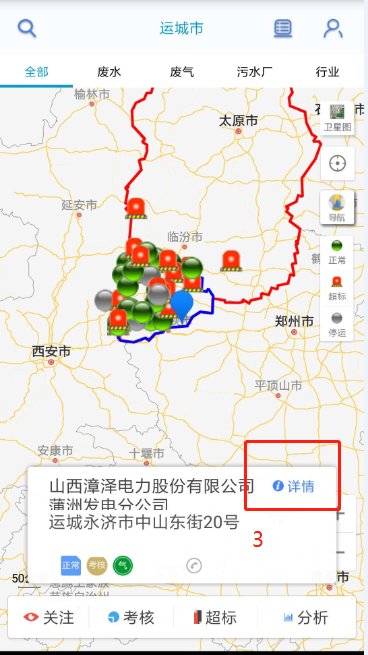 运城市
全部 废水 废气 污水厂 行业
榆林市
太原市
卫星图
延安市
导航
临汾市
正常
超标
停运
郑州市
西安市
平顶山市
安康市
十堰市
山西漳泽电力股份有限公司 详情
蒲洲发电分公司
运城永济市中山东街20号
3
正常 考核 气
关注 考核 超标 分析